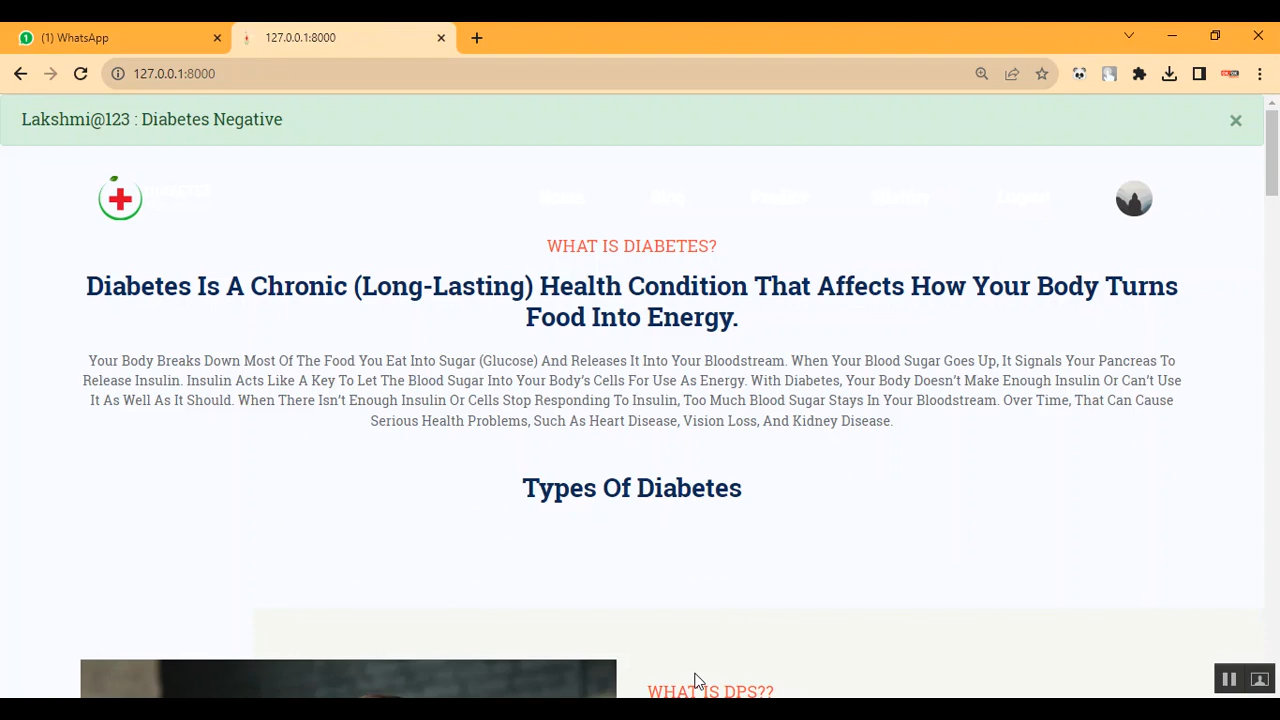 (1) WhatsApp
127.0.0.1:8000
127.0.0.1:8000
Lakshmi@123 : Diabetes Negative
Home Blog
WHAT IS DIABETES?
Diabetes Is A Chronic (Long-Lasting) Health Condition That Affects How Your Body Turns
Food Into Energy.
Your Body Breaks Down Most Of The Food You Eat Into Sugar (Glucose) And Releases It Into Your Bloodstream. When Your Blood Sugar Goes Up, It Signals Your Pancreas To
Release Insulin. Insulin Acts Like A Key To Let The Blood Sugar Into Your Body’s Cells For Use As Energy. With Diabetes, Your Body Doesn’t Make Enough Insulin Or Can’t Use
It As Well As It Should. When There Isn’t Enough Insulin Or Cells Stop Responding To Insulin, Too Much Blood Sugar Stays In Your Bloodstream. Over Time, That Can Cause
Serious Health Problems, Such As Heart Disease, Vision Loss, And Kidney Disease.
Types Of Diabetes
WHAT IS DPS??